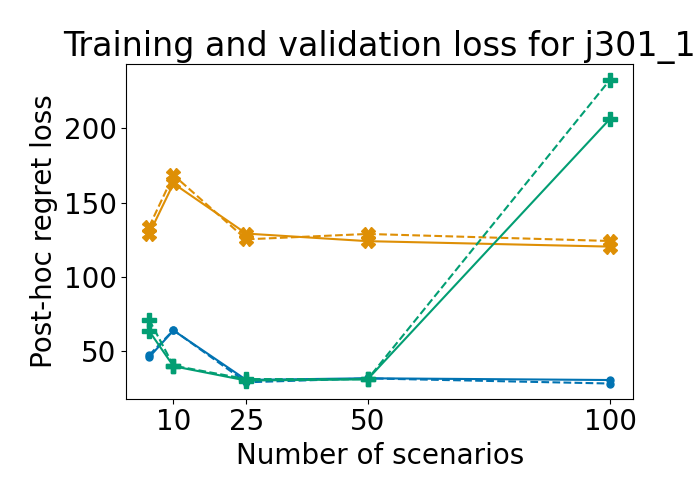 Training and validation loss for j301_1
Post-hoc regret loss
200
150
100
50
10 25 50 100
Number of scenarios